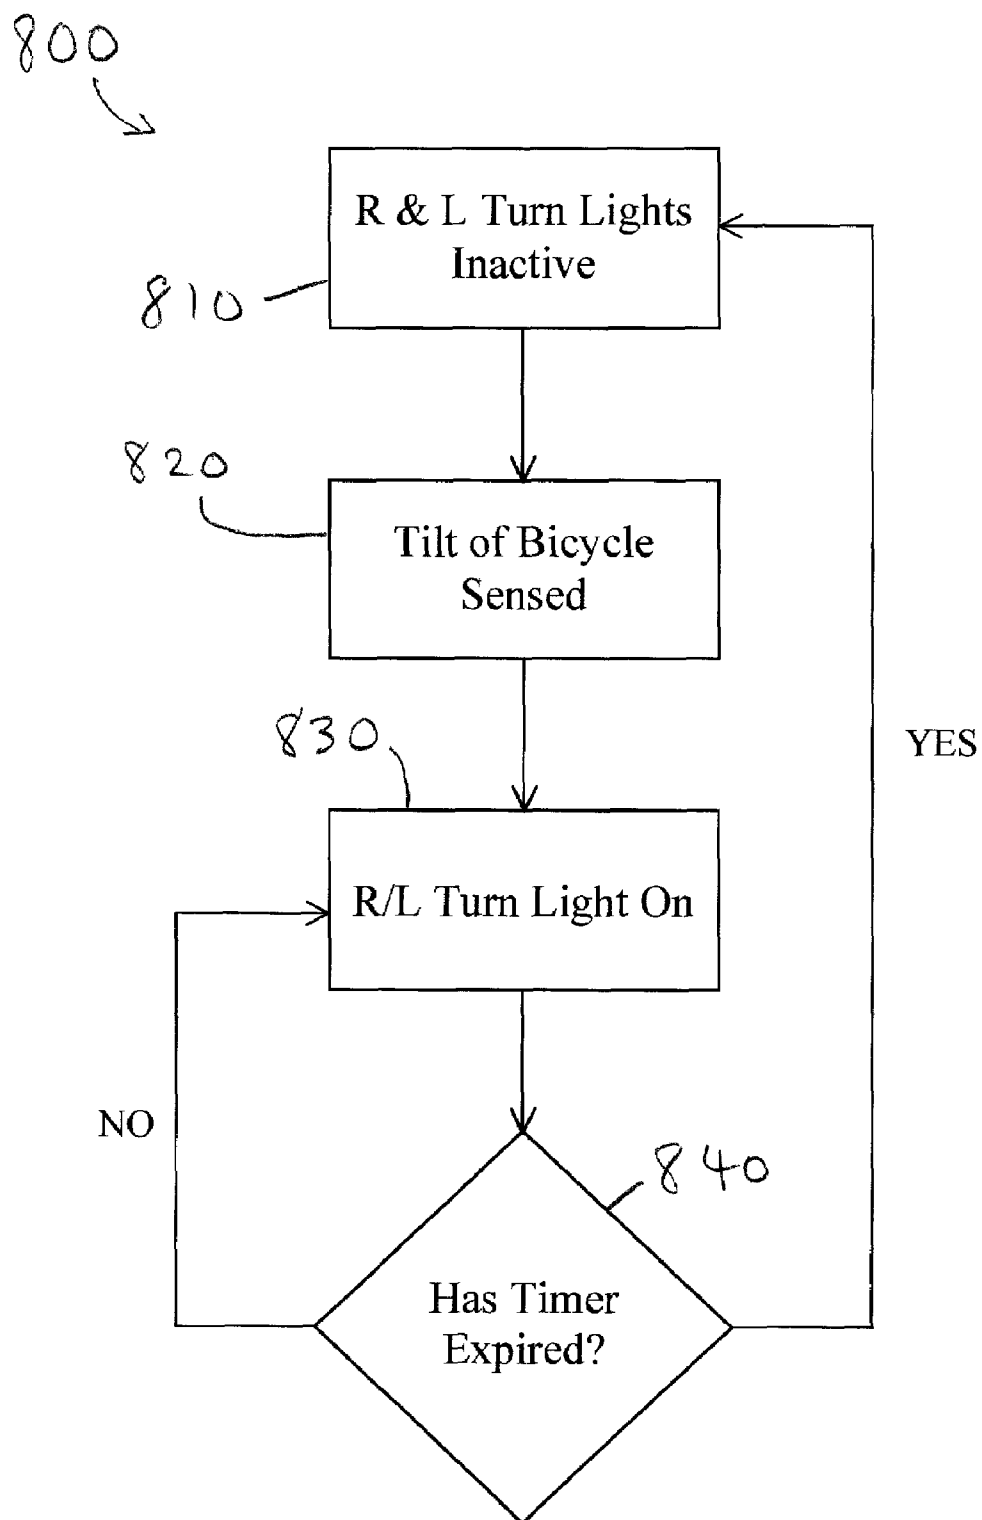 800
R & L Turn Lights
Inactive
810
820
Tilt of Bicycle
Sensed
830
YES
R/L Turn Light On
NO
840
Has Timer
Expired?